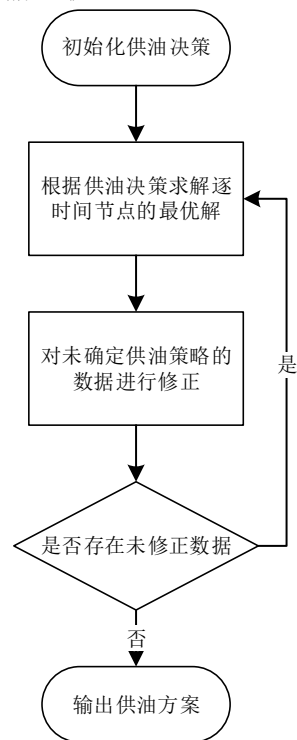 初始化供油决策
根据供油决策求解逐
时间节点的最优解
对未确定供油策略的
数据进行修正
是
是否存在未修正数据
否
输出供油方案